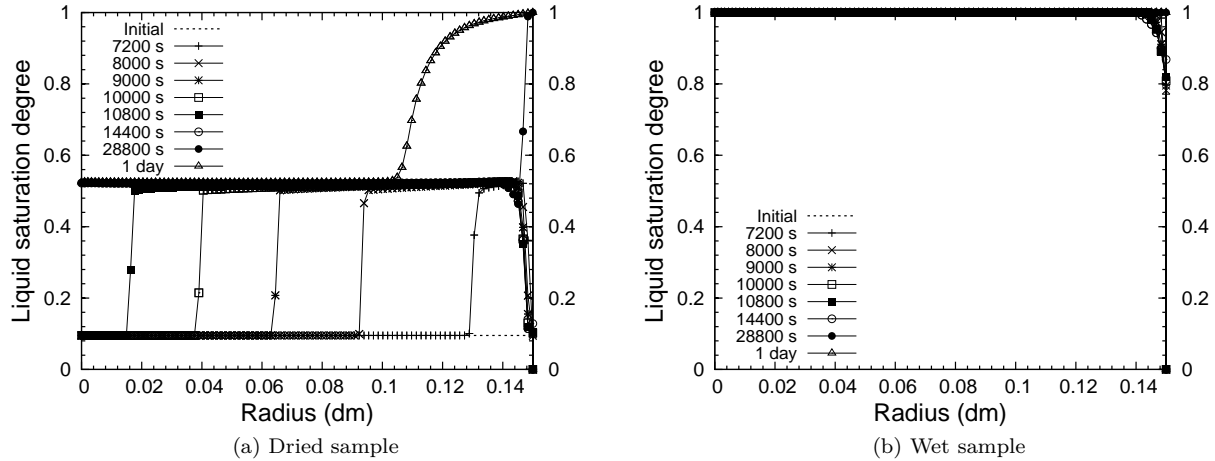 1
0.8
0.6
0.4
0.2
0
Liquid saturation degree
Initial
7200 s
8000 s
9000 s
10000 s
10800 s
14400 s
28800 s
1 day
1
0.8
0.6
0.4
0.2
0
0 0.02 0.04 0.06 0.08 0.1 0.12 0.14
Radius (dm)
(a) Dried sample
1
0.8
0.6
0.4
0.2
0
Liquid saturation degree
Initial
7200 s
8000 s
9000 s
10000 s
10800 s
14400 s
28800 s
1 day
1
0.8
0.6
0.4
0.2
0
0 0.02 0.04 0.06 0.08 0.1 0.12 0.14
Radius (dm)
(b) Wet sample